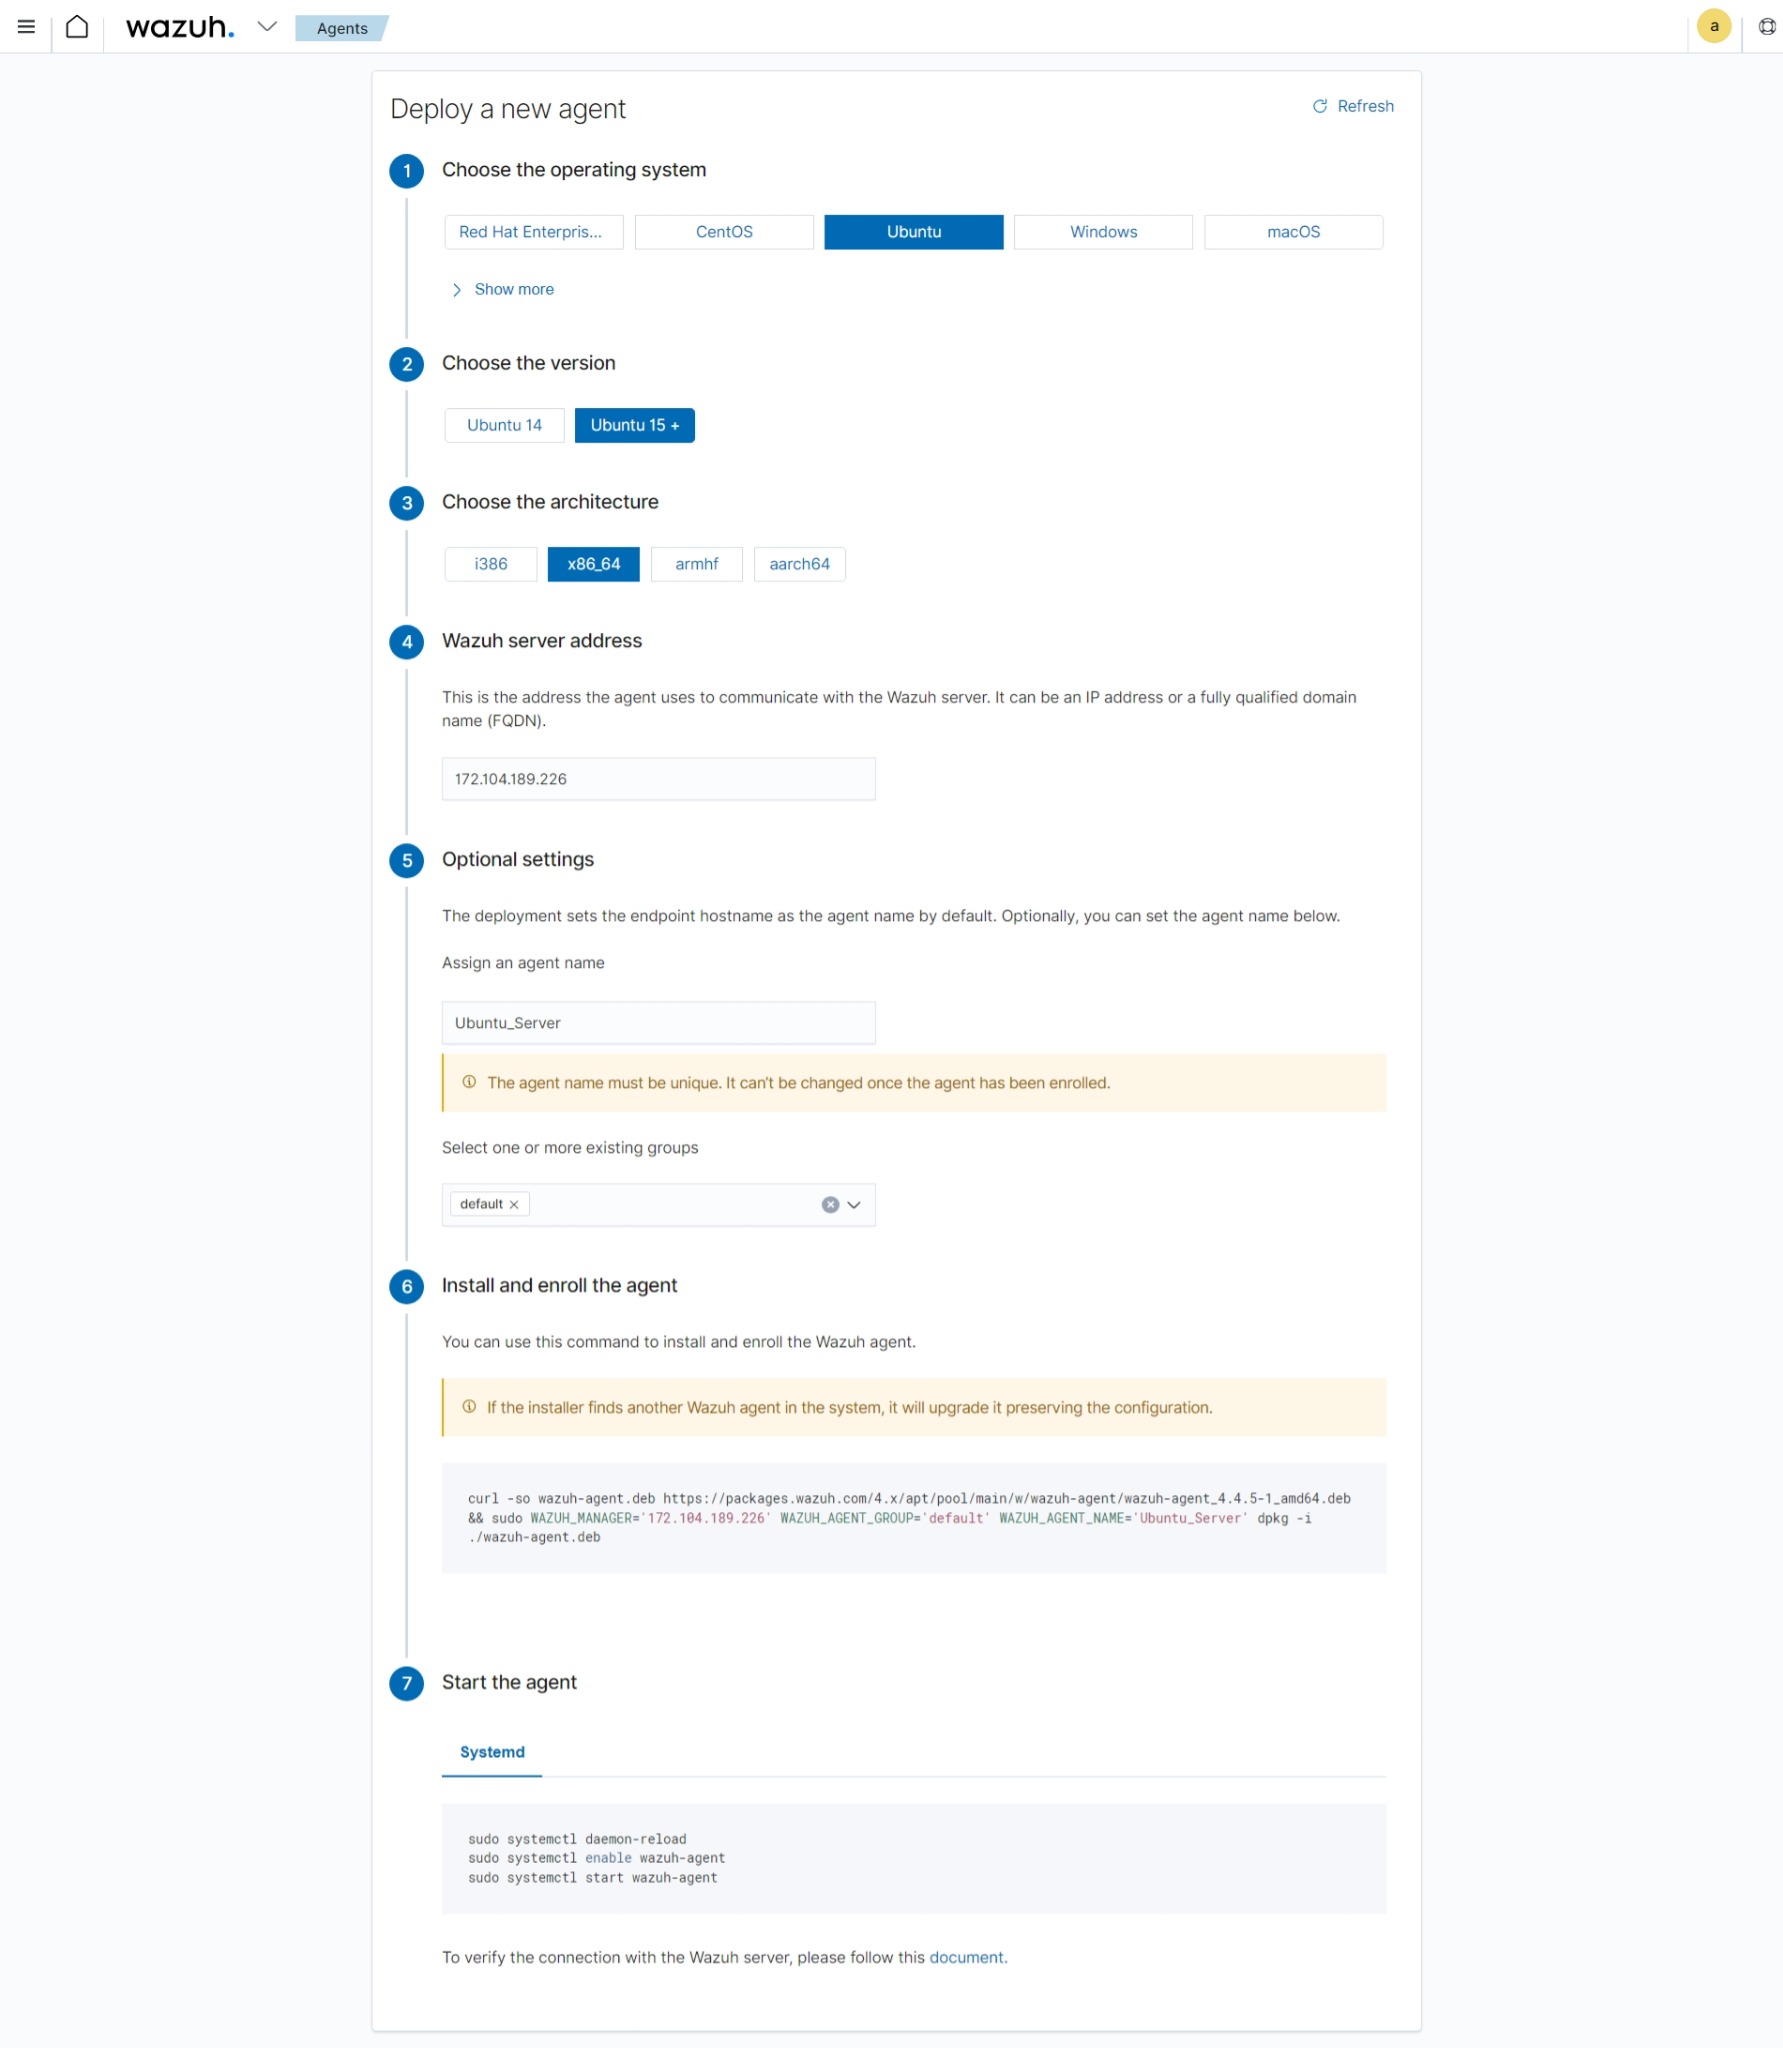 wazuh.
Agents
a
Deploy a new agent
Refresh
1
Choose the operating system
Red Hat Enterpris...
CentOS
Ubuntu
Windows
macOS
Show more
2
Choose the version
Ubuntu 14
Ubuntu 15 +
3
Choose the architecture
i386
x86_64
armhf
aarch64
4
Wazuh server address
This is the address the agent uses to communicate with the Wazuh server. It can be an IP address or a fully qualified domain
name (FQDN).
172.104.189.226
5
Optional settings
The deployment sets the endpoint hostname as the agent name by default. Optionally, you can set the agent name below.
Assign an agent name
Ubuntu_Server
The agent name must be unique. It can't be changed once the agent has been enrolled.
Select one or more existing groups
default
6
Install and enroll the agent
You can use this command to install and enroll the Wazuh agent.
If the installer finds another Wazuh agent in the system, it will upgrade it preserving the configuration.
curl -so wazuh-agent.deb https://packages.wazuh.com/4.x/apt/pool/main/w/wazuh-agent/wazuh-agent_4.4.5-1_amd64.deb
&& sudo WAZUH_MANAGER='172.104.189.226' WAZUH_AGENT_GROUP='default' WAZUH_AGENT_NAME='Ubuntu_Server' dpkg -i
./wazuh-agent.deb
7
Start the agent
Systemd
sudo systemctl daemon-reload
sudo systemctl enable wazuh-agent
sudo systemctl start wazuh-agent
To verify the connection with the Wazuh server, please follow this document.